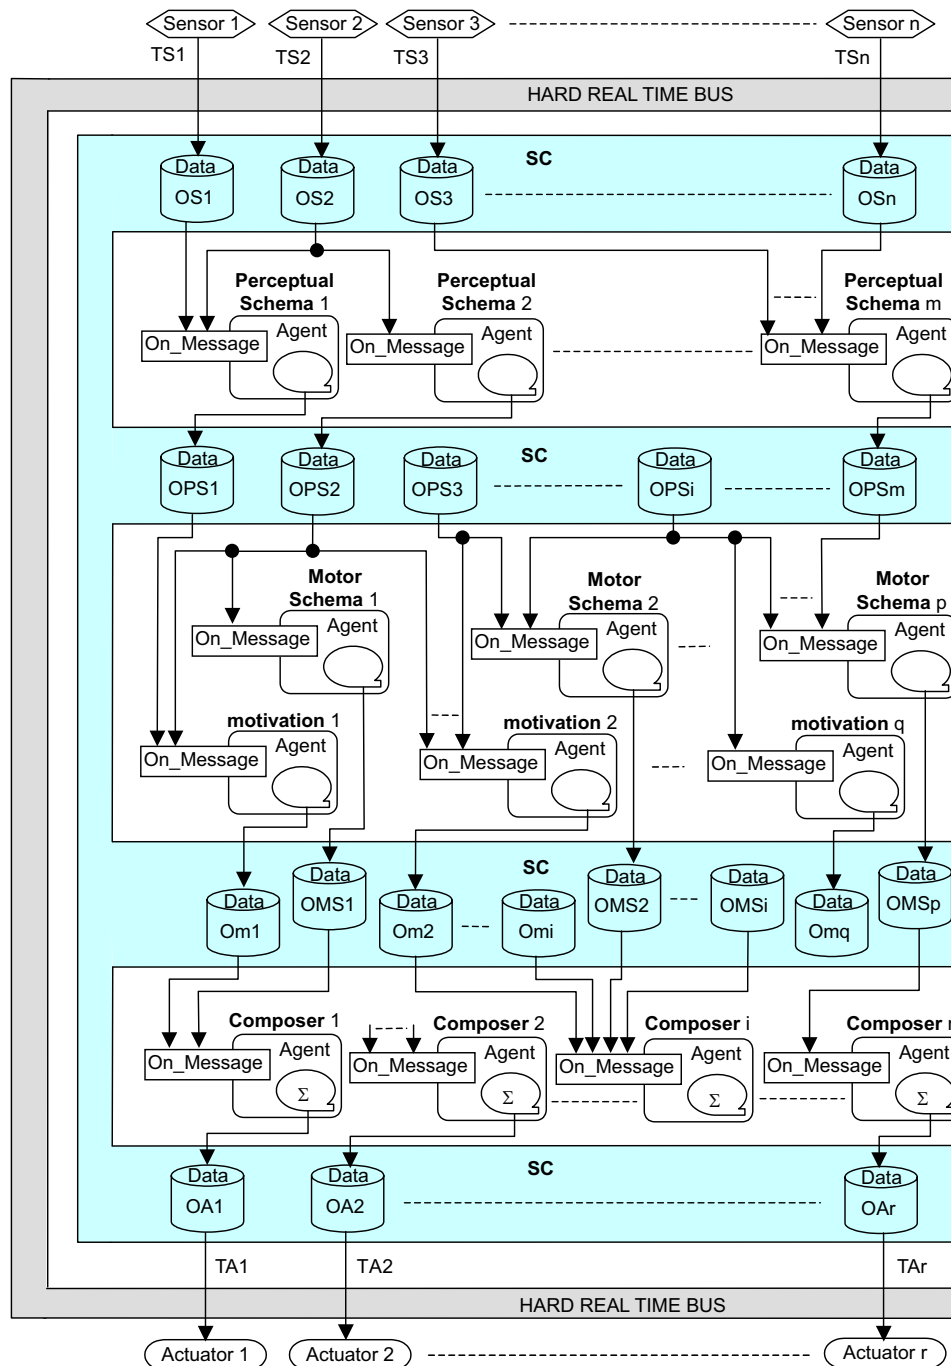 Sensor 1
Sensor 2
Sensor 3
Sensor n
TS1
TS2
TS3
TSn
HARD REAL TIME BUS
SC
Data
OS1
Data
OS2
Data
OS3
Data
OSn
Perceptual
Schema 1
Perceptual
Schema 2
Perceptual
Schema m
On_Message
Agent
On_Message
Agent
On_Message
Agent
SC
Data
OPS1
Data
OPS2
Data
OPS3
Data
OPSi
Data
OPSm
Motor
Schema 1
Motor
Schema 2
Motor
Schema p
On_Message
Agent
On_Message
Agent
On_Message
Agent
motivation 1
motivation 2
motivation q
On_Message
Agent
On_Message
Agent
On_Message
Agent
SC
Data
Om1
Data
OMS1
Data
Om2
Data
Omi
Data
OMS2
Data
OMSi
Data
Omq
Data
OMSp
Composer 1
Composer 2
Composer i
Composer
On_Message
Agent
Σ
On_Message
Agent
Σ
On_Message
Agent
Σ
On_Message
Agent
Σ
SC
Data
OA1
Data
OA2
Data
OAr
TA1
TA2
TAr
HARD REAL TIME BUS
Actuator 1
Actuator 2
Actuator r